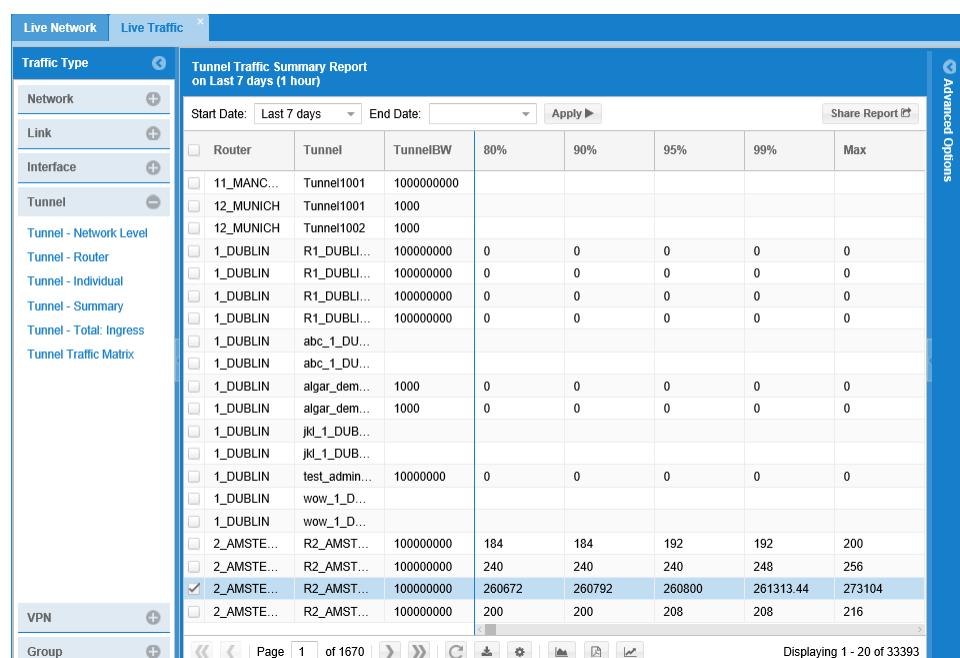 Live Network Live Traffic ×
Traffic Type
Network
Link
Interface
Tunnel
Tunnel - Network Level
Tunnel - Router
Tunnel - Individual
Tunnel - Summary
Tunnel - Total: Ingress
Tunnel Traffic Matrix
VPN
Group
Tunnel Traffic Summary Report
on Last 7 days (1 hour)
Start Date: Last 7 days End Date: Apply Share Report
Router Tunnel TunnelBW 80% 90% 95% 99% Max
11_MANC... Tunnel1001 1000000000
12_MUNICH Tunnel1001 1000
12_MUNICH Tunnel1002 1000
1_DUBLIN R1_DUBLI... 100000000 0 0 0 0 0
1_DUBLIN R1_DUBLI... 100000000 0 0 0 0 0
1_DUBLIN R1_DUBLI... 100000000 0 0 0 0 0
1_DUBLIN R1_DUBLI... 100000000 0 0 0 0 0
1_DUBLIN abc_1_DU...
1_DUBLIN abc_1_DU...
1_DUBLIN algar_dem... 1000 0 0 0 0 0
1_DUBLIN algar_dem... 1000 0 0 0 0 0
1_DUBLIN jkl_1_DUB...
1_DUBLIN jkl_1_DUB...
1_DUBLIN test_admin... 10000000 0 0 0 0 0
1_DUBLIN wow_1_D...
1_DUBLIN wow_1_D...
2_AMSTE... R2_AMST... 100000000 184 184 192 192 200
2_AMSTE... R2_AMST... 100000000 240 240 240 248 256
2_AMSTE... R2_AMST... 100000000 260672 260792 260800 261313.44 273104
2_AMSTE... R2_AMST... 100000000 200 200 208 208 216
Page 1 of 1670 Displaying 1 - 20 of 33393
Advanced Options